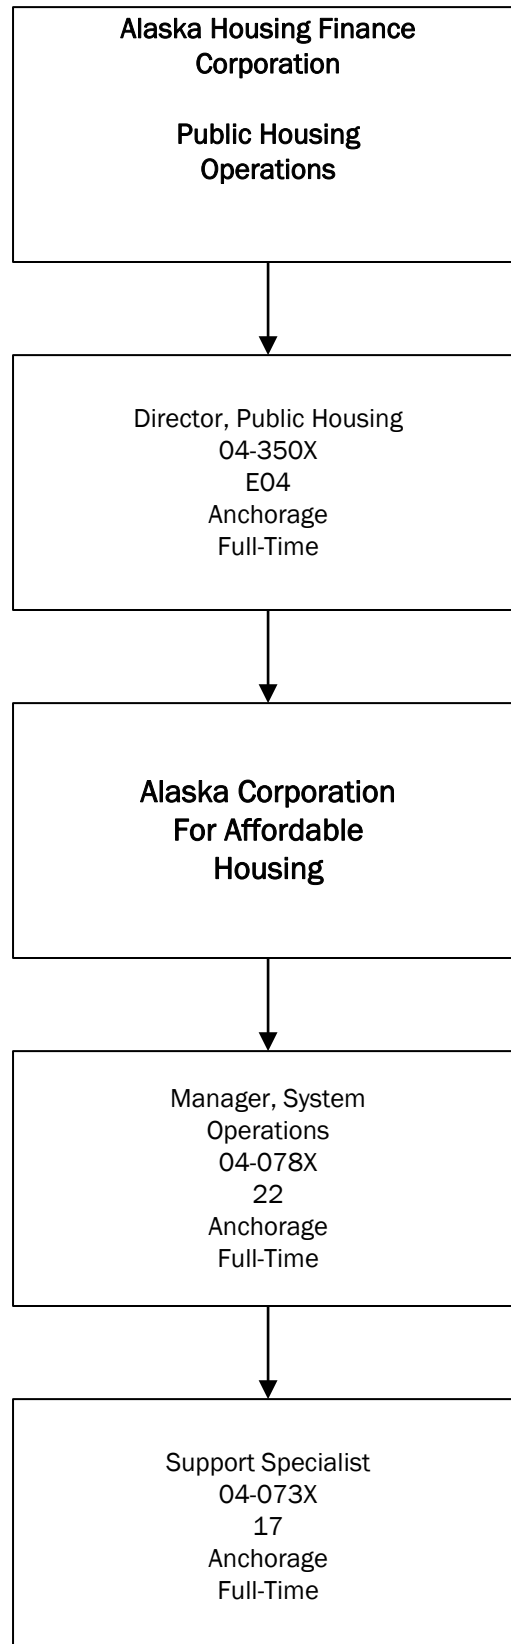 Alaska Housing Finance
Corporation
Public Housing
Operations
Director, Public Housing
04-350X
E04
Anchorage
Full-Time
Alaska Corporation
For Affordable
Housing
Manager, System
Operations
04-078X
22
Anchorage
Full-Time
Support Specialist
04-073X
17
Anchorage
Full-Time